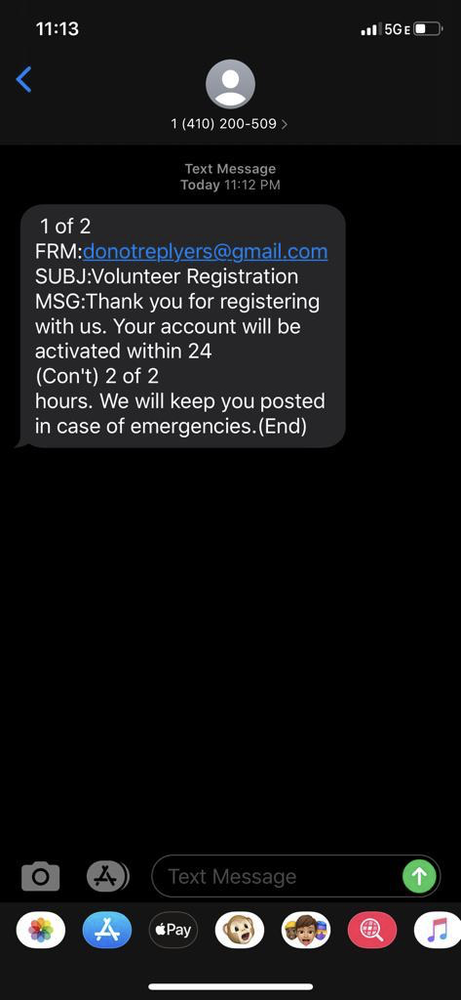 11:13
5GE
1 (410) 200-509 >
Text Message
Today 11:12 PM
1 of 2
FRM:donotreplyers@gmail.com
SUBJ:Volunteer Registration
MSG:Thank you for registering
with us. Your account will be
activated within 24
(Con't) 2 of 2
hours. We will keep you posted
in case of emergencies.(End)
Text Message
Pay